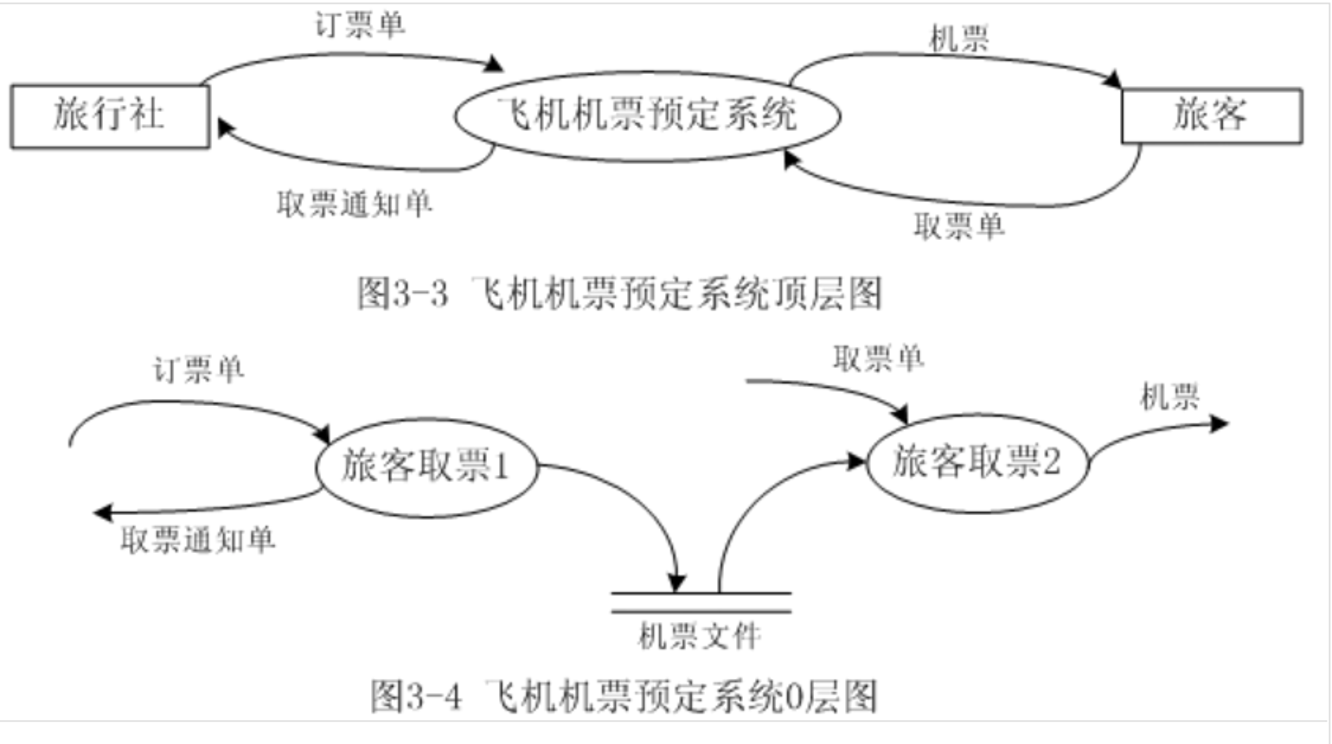 订票单
机票
旅行社
飞机机票预定系统
旅客
取票通知单
取票单
图3-3 飞机机票预定系统顶层图
订票单
取票单
机票
旅客取票1
旅客取票2
取票通知单
机票文件
图3-4 飞机机票预定系统0层图